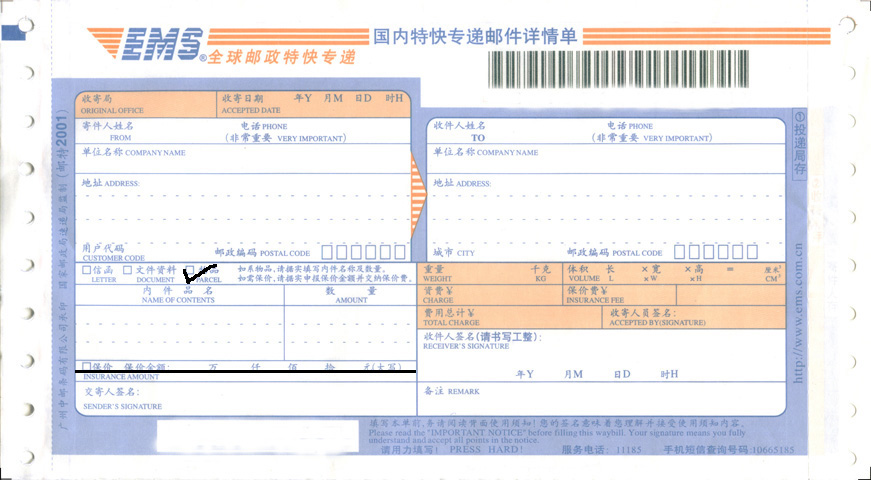 EMS®全球邮政特快专递
国内特快专递邮件详情单
收寄局
ORIGINAL OFFICE
收寄日期 年Y 月M 日D 时H
ACCEPTED DATE
寄件人姓名 电话 PHONE
FROM (非常重要 VERY IMPORTANT)
单位名称 COMPANY NAME
地址 ADDRESS:
用户代码 邮政编码 POSTAL CODE
CUSTOMER CODE
收件人姓名 电话 PHONE
TO (非常重要 VERY IMPORTANT)
单位名称 COMPANY NAME
地址 ADDRESS:
城市 CITY 邮政编码 POSTAL CODE
信函 文件资料 品 如系物品,请据实填写内件名称及数量。
LETTER DOCUMENT PARCEL 如需保价,请据实申报保价金额并交纳保价费。
内件品名 数量
NAME OF CONTENTS AMOUNT
保价 保价金额: 万 仟 佰 拾 元(大写)
INSURANCE AMOUNT
交寄人签名:
SENDER'S SIGNATURE
重量 千克
WEIGHT KG
体积 长 ×宽 ×高 = 厘米³
VOLUME L ×W ×H CM³
资费¥
CHARGE
保价费¥
INSURANCE FEE
费用总计¥
TOTAL CHARGE
收寄人员签名:
ACCEPTED BY(SIGNATURE)
收件人签名(请书写工整):
RECEIVER'S SIGNATURE
年Y 月M 日D 时H
备注 REMARK
填写本单前,务请阅读背面使用须知!您的签名意味着您理解并接受使用须知内容。
Please read the "IMPORTANT NOTICE" before filling this waybill. Your signature means you fully
understand and accept all points in the notice.
请用力填写! PRESS HARD! 服务电话: 11185 手机短信查询号码:10665185
①投递局存
http://www.ems.com.cn
广州中邮条码有限公司承印 国家邮政局速递局监制(邮特2001)